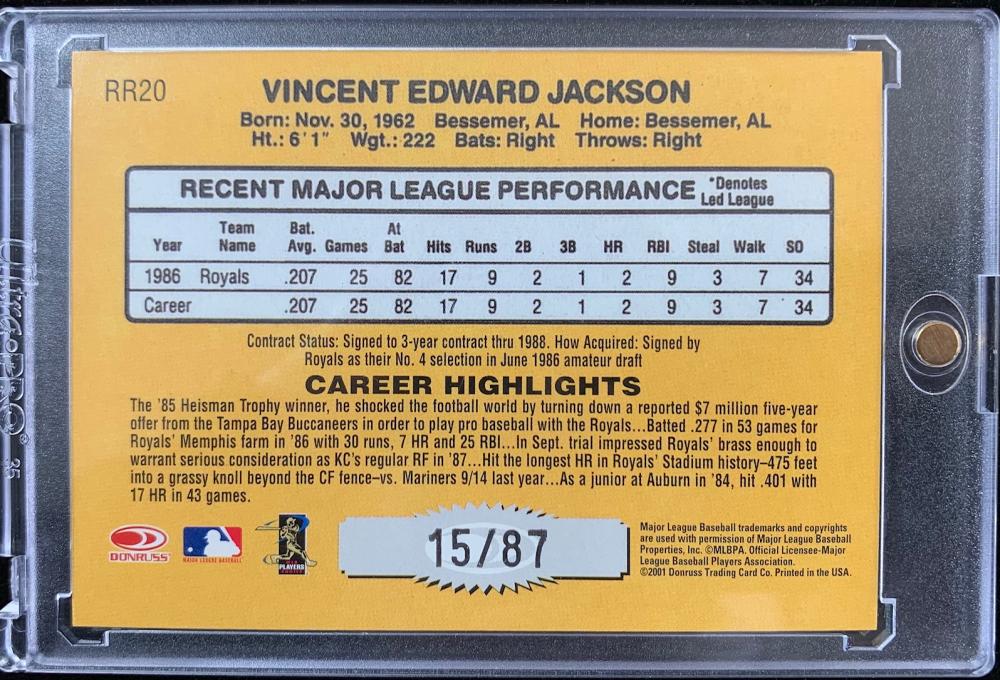 RR20
VINCENT EDWARD JACKSON
Born: Nov. 30, 1962 Bessemer, AL Home: Bessemer, AL
Ht.: 6'1" Wgt.: 222 Bats: Right Throws: Right
RECENT MAJOR LEAGUE PERFORMANCE *Denotes Led League
Year Team Name Bat. Avg. Games At Bat Hits Runs 2B 3B HR RBI Steal Walk SO
1986 Royals .207 25 82 17 9 2 1 2 9 3 7 34
Career .207 25 82 17 9 2 1 2 9 3 7 34
Contract Status: Signed to 3-year contract thru 1988. How Acquired: Signed by
Royals as their No. 4 selection in June 1986 amateur draft
CAREER HIGHLIGHTS
The '85 Heisman Trophy winner, he shocked the football world by turning down a reported $7 million five-year
offer from the Tampa Bay Buccaneers in order to play pro baseball with the Royals...Batted .277 in 53 games for
Royals' Memphis farm in '86 with 30 runs, 7 HR and 25 RBI...In Sept. trial impressed Royals' brass enough to
warrant serious consideration as KC's regular RF in '87...Hit the longest HR in Royals' Stadium history–475 feet
into a grassy knoll beyond the CF fence–vs. Mariners 9/14 last year...As a junior at Auburn in '84, hit .401 with
17 HR in 43 games.
DONRUSS
MAJOR LEAGUE BASEBALL
PLAYERS
CHOICE
15/87
Major League Baseball trademarks and copyrights
are used with permission of Major League Baseball
Properties, Inc. ©MLBPA. Official Licensee-Major
League Baseball Players Association.
©2001 Donruss Trading Card Co. Printed in the USA.
UltraPRO®
35